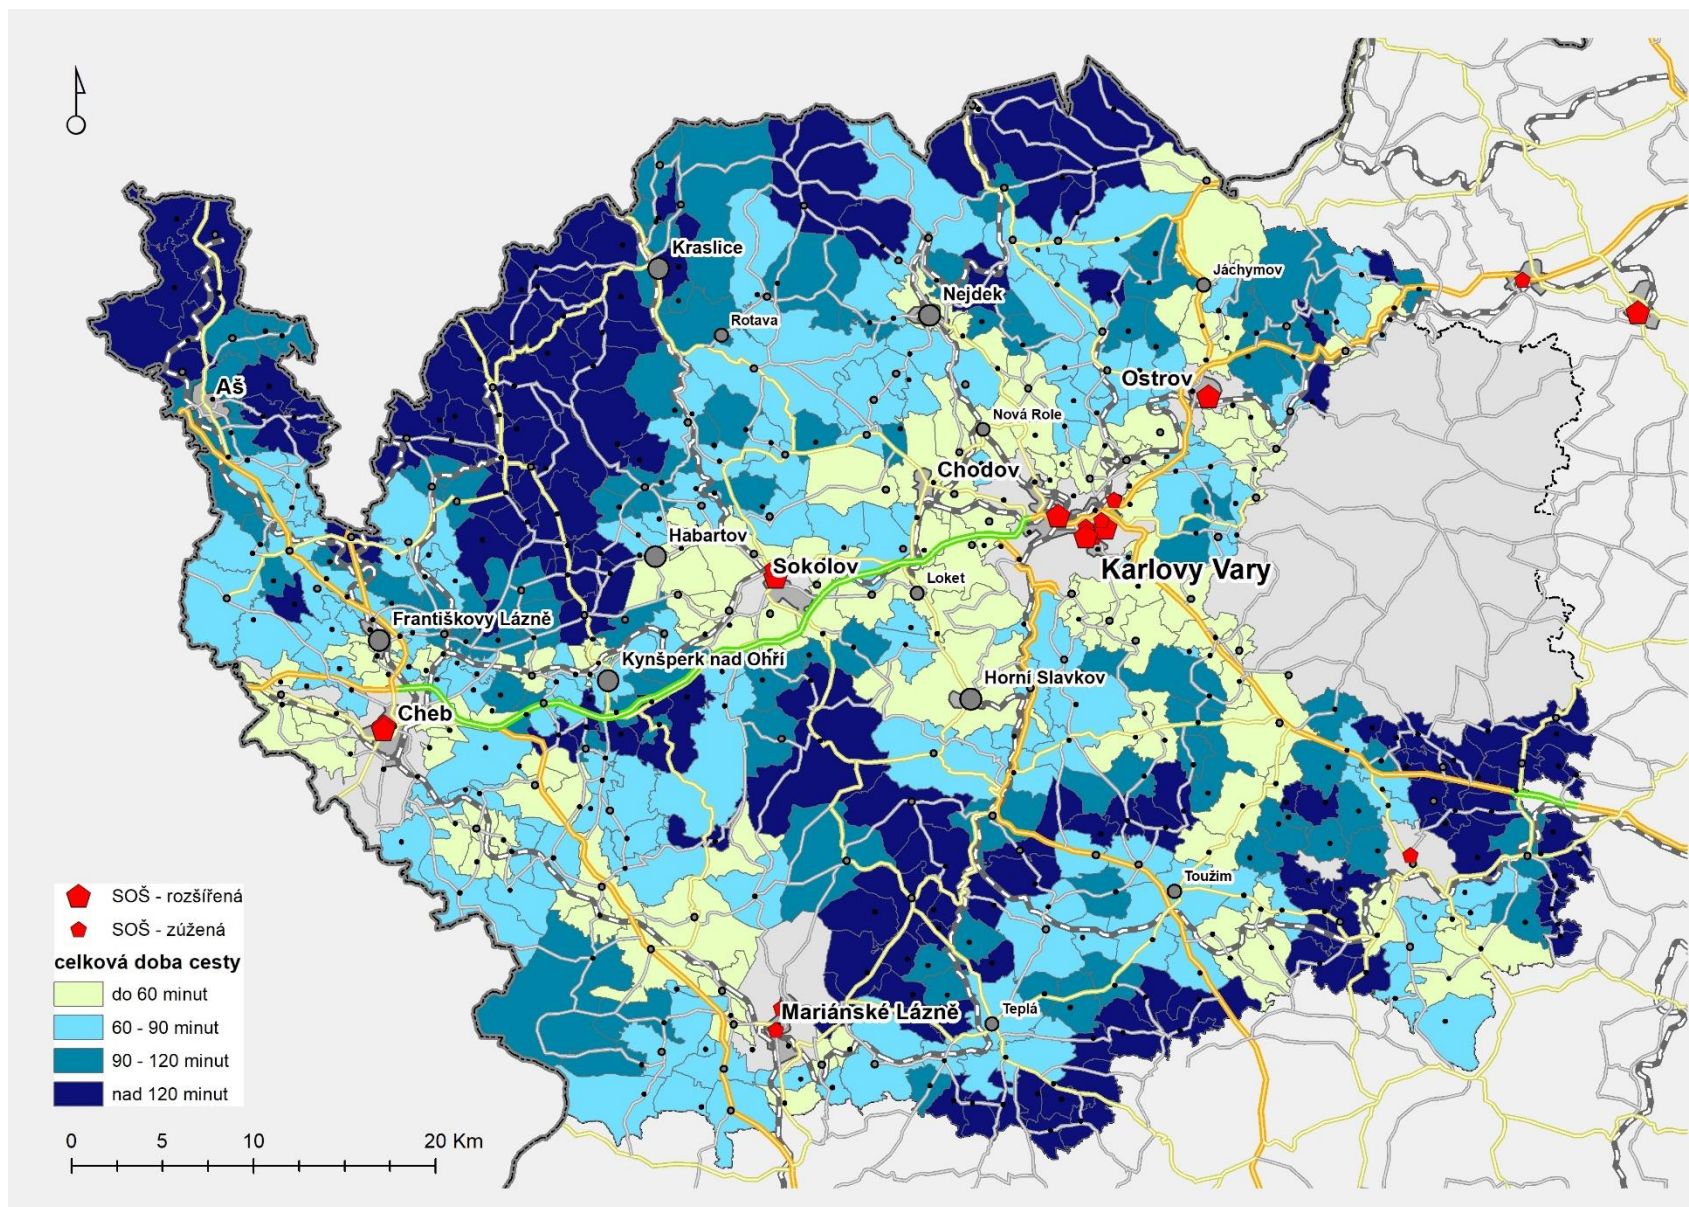 Kraslice
Jáchymov
Nejdek
Rotava
Ostrov
Aš
Nová Role
Chodov
Habartov
Sokolov
Karlovy Vary
Loket
Františkovy Lázně
Kynšperk nad Ohří
Horní Slavkov
Cheb
Toužim
Mariánské Lázně
Teplá
SOŠ - rozšířená
SOŠ - zúžená
celková doba cesty
do 60 minut
60 - 90 minut
90 - 120 minut
nad 120 minut
0 5 10 20 Km